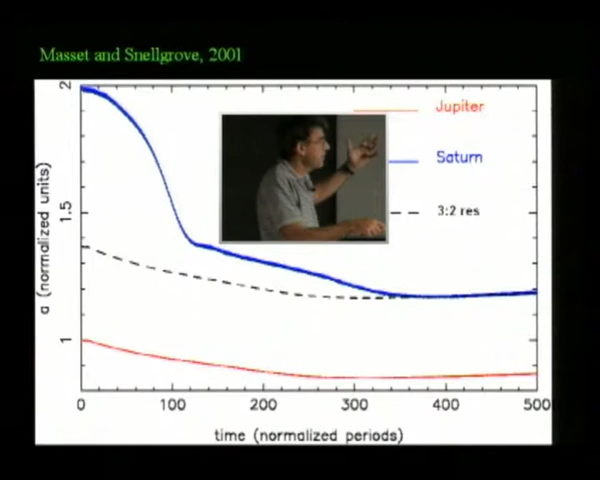 Masset and Snellgrove, 2001
2
Jupiter
Saturn
1.5
3:2 res
a (normalized units)
1
0 100 200 300 400 500
time (normalized periods)